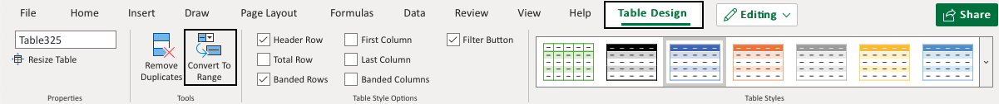 File Home Insert Draw Page Layout Formulas Data Review View Help Table Design Editing Share
Table325
Resize Table
Properties
Remove
Duplicates
Convert To
Range
Tools
Header Row First Column Filter Button
Total Row Last Column
Banded Rows Banded Columns
Table Style Options
Table Styles